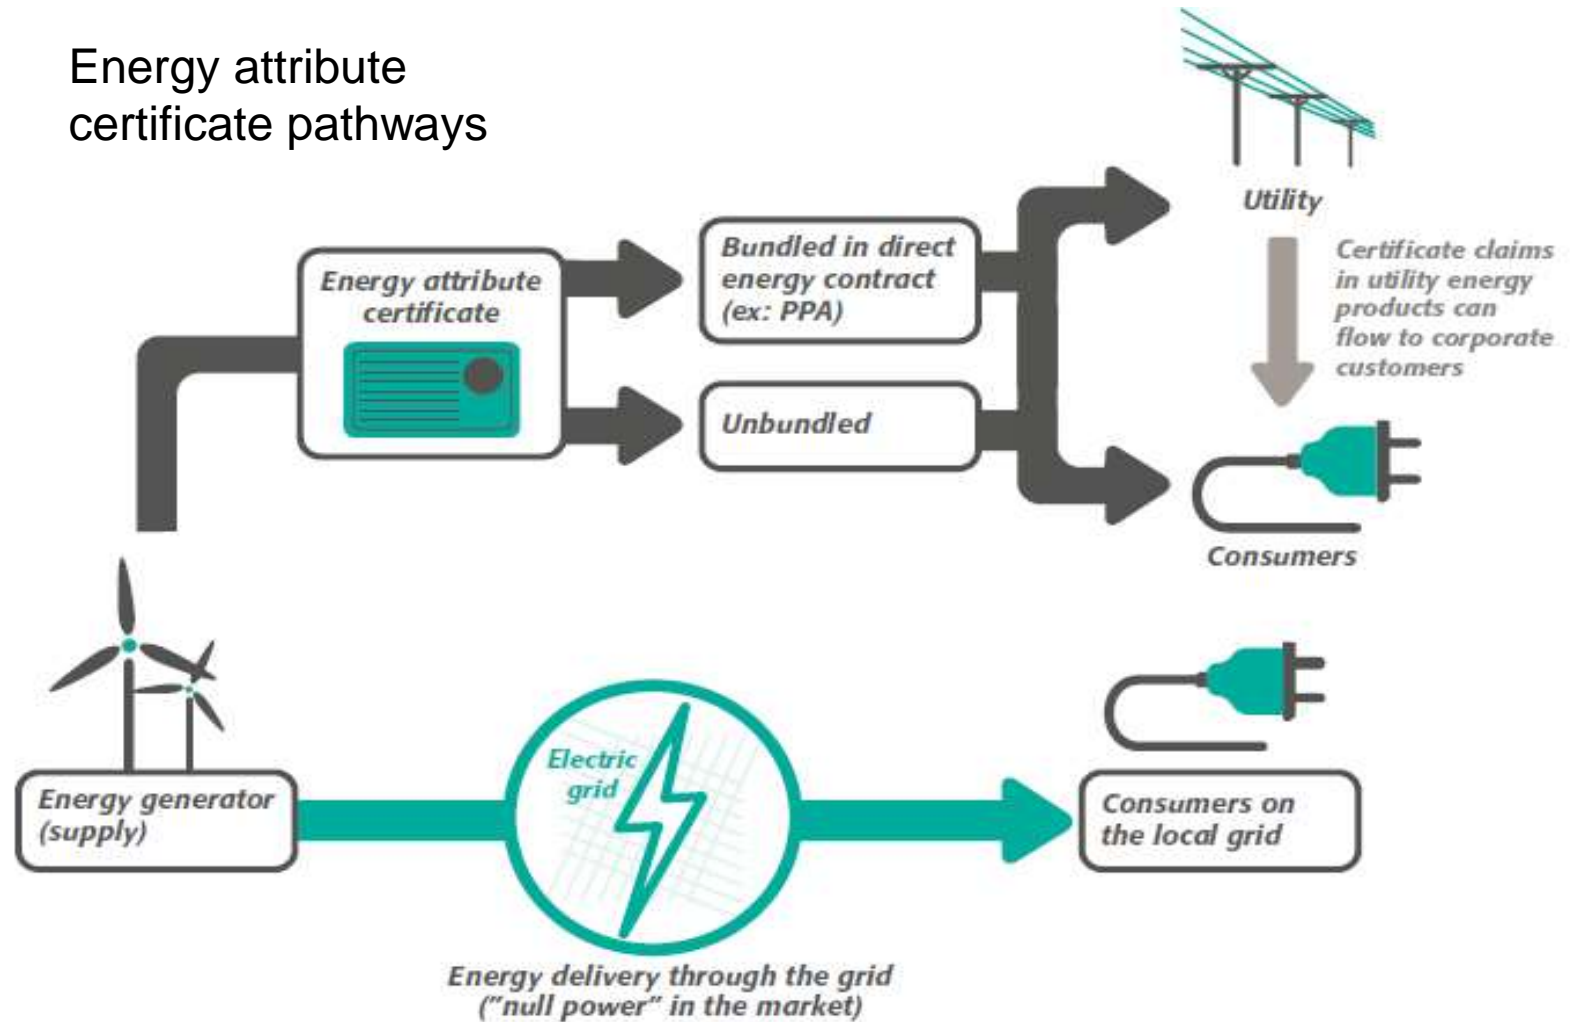 Energy attribute
certificate pathways
Utility
Certificate claims
in utility energy
products can
flow to corporate
customers
Energy attribute
certificate
Bundled in direct
energy contract
(ex: PPA)
Unbundled
Consumers
Energy generator
(supply)
Electric
grid
Consumers on
the local grid
Energy delivery through the grid
("null power" in the market)